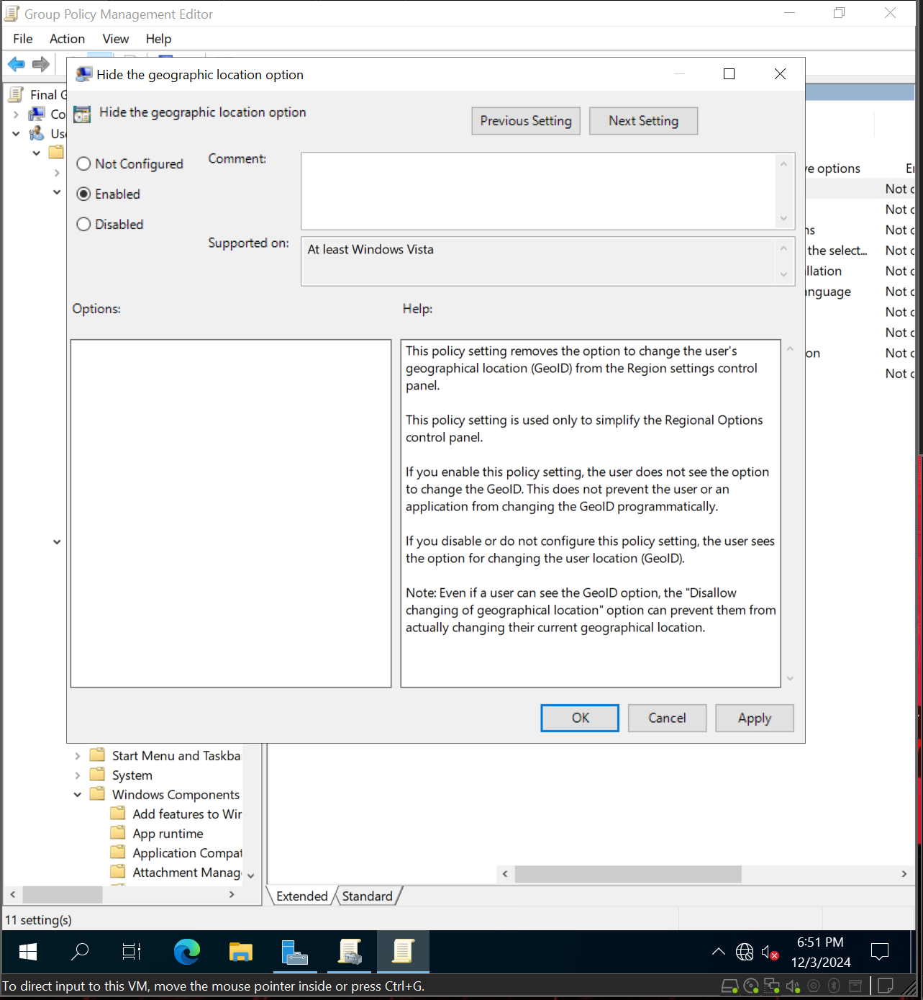 Group Policy Management Editor
File Action View Help
Hide the geographic location option
Hide the geographic location option
Previous Setting
Next Setting
Not Configured
Enabled
Disabled
Comment:
Supported on:
At least Windows Vista
Options:
Help:
This policy setting removes the option to change the user's
geographical location (GeoID) from the Region settings control
panel.
This policy setting is used only to simplify the Regional Options
control panel.
If you enable this policy setting, the user does not see the option
to change the GeoID. This does not prevent the user or an
application from changing the GeoID programmatically.
If you disable or do not configure this policy setting, the user sees
the option for changing the user location (GeoID).
Note: Even if a user can see the GeoID option, the "Disallow
changing of geographical location" option can prevent them from
actually changing their current geographical location.
OK
Cancel
Apply
Final
options
Not
Not
Not
the select... Not
Not
Not
Not
Not
Not
Not
Start Menu and
System
Windows Components
Add features to
App runtime
Application
Attachment
Extended
Standard
11 setting(s)
6:51 PM
12/3/2024
To direct input to this VM, move the mouse pointer inside or press Ctrl+G.